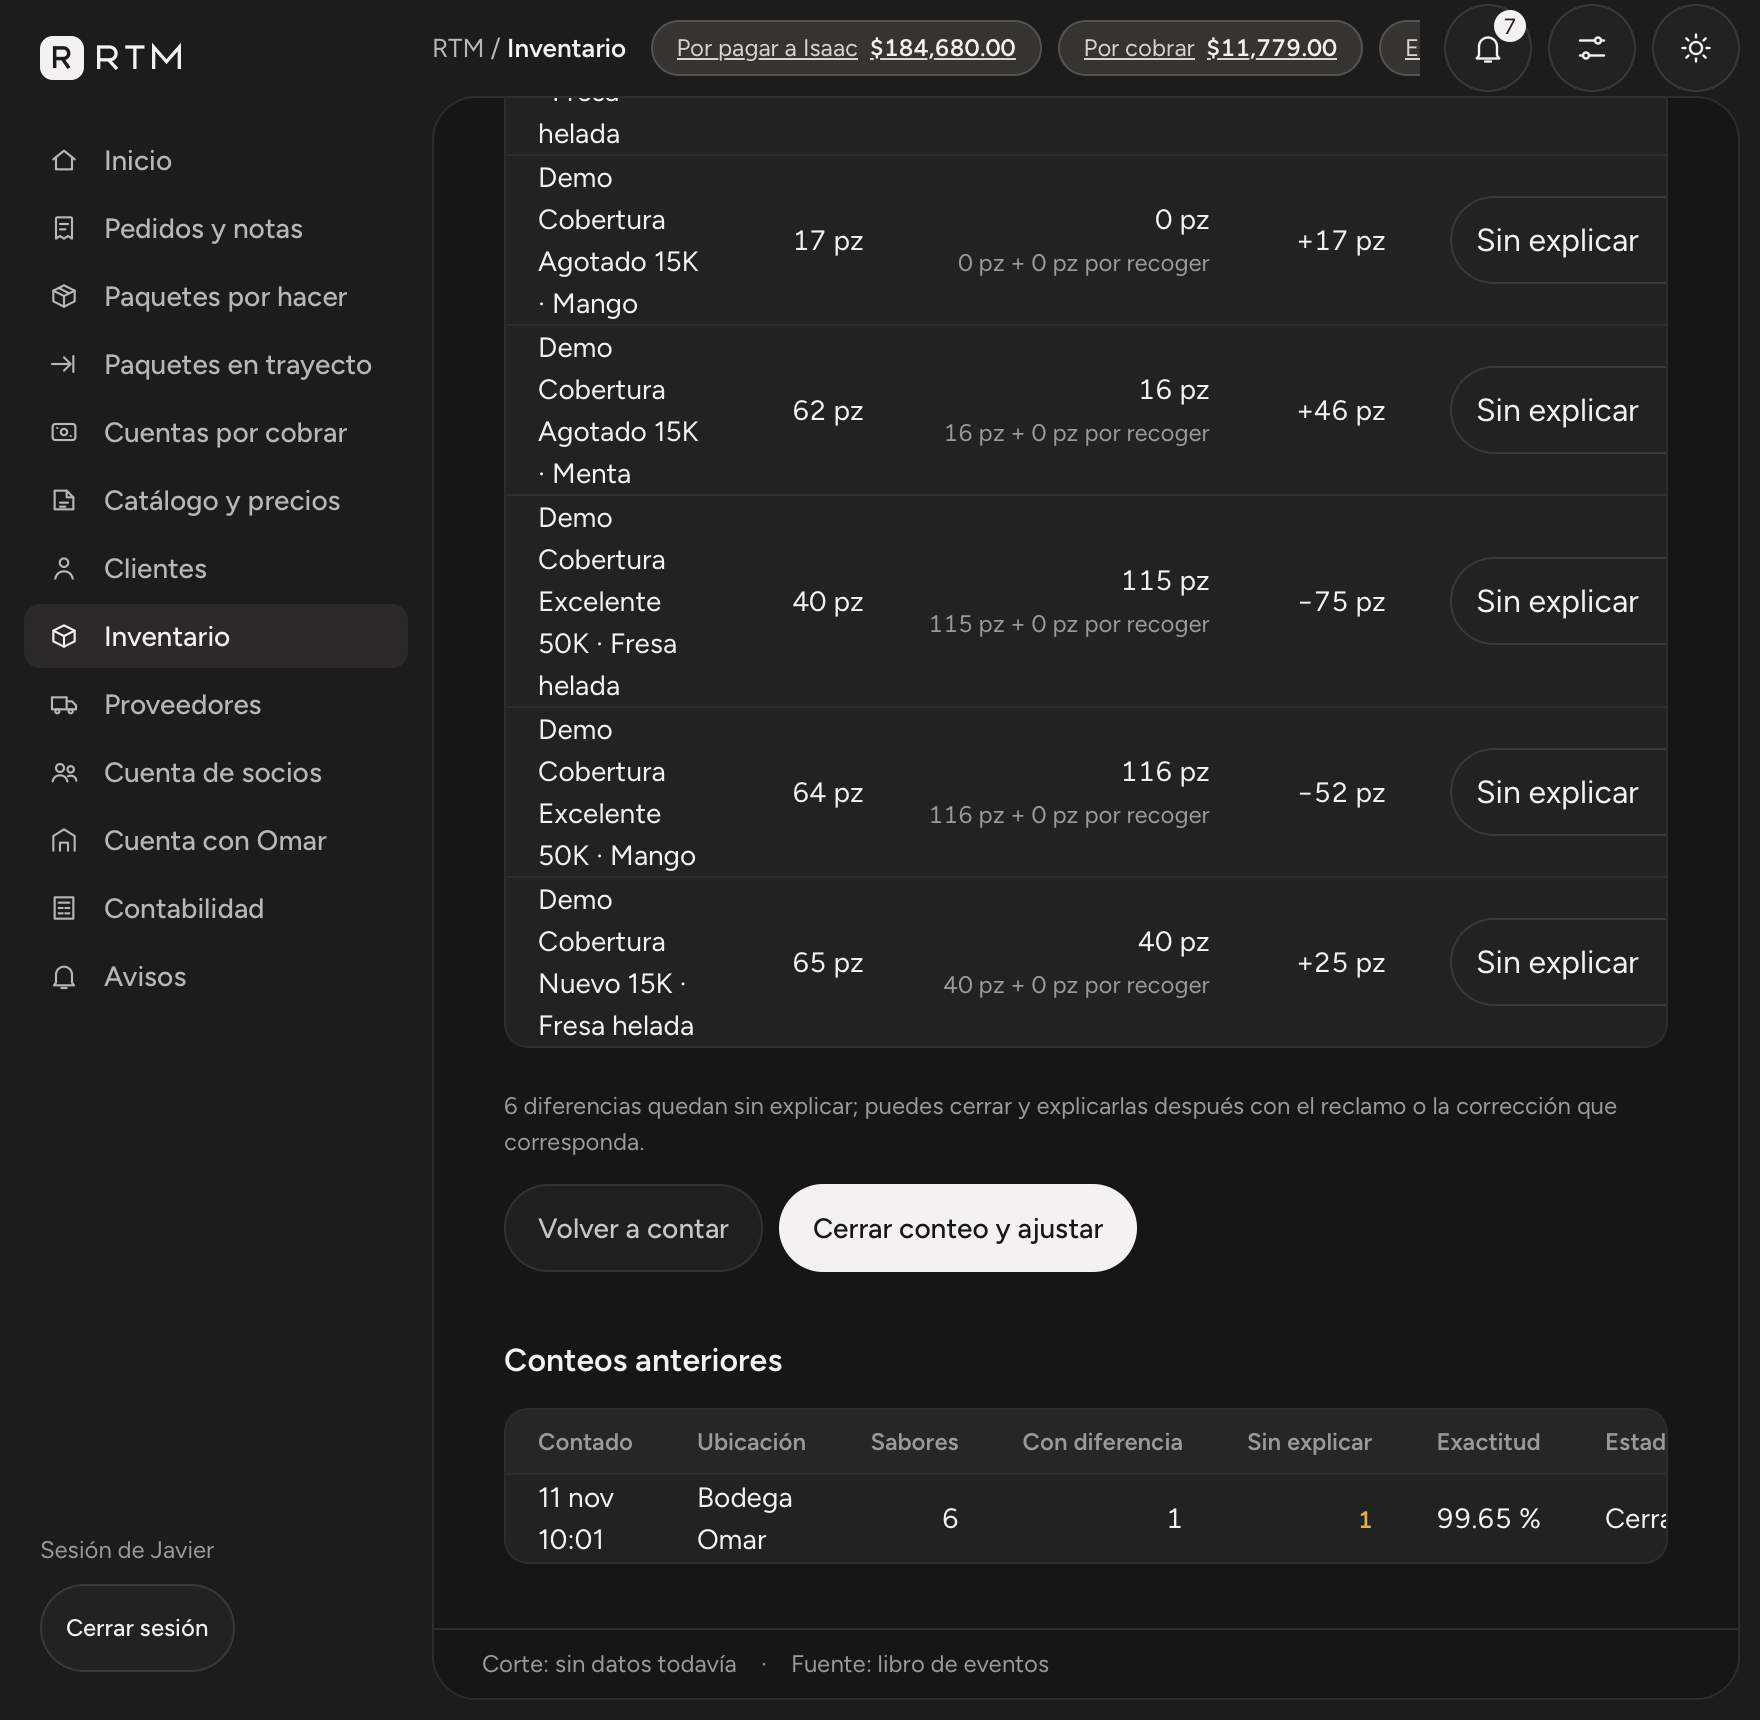 R RTM
RTM / Inventario
Por pagar a Isaac $184,680.00
Por cobrar $11,779.00
7
Inicio
Pedidos y notas
Paquetes por hacer
Paquetes en trayecto
Cuentas por cobrar
Catálogo y precios
Clientes
Inventario
Proveedores
Cuenta de socios
Cuenta con Omar
Contabilidad
Avisos
Sesión de Javier
Cerrar sesión
· Fresa
helada
Demo
Cobertura
Agotado 15K
· Mango
17 pz
0 pz
0 pz + 0 pz por recoger
+17 pz
Sin explicar
Demo
Cobertura
Agotado 15K
· Menta
62 pz
16 pz
16 pz + 0 pz por recoger
+46 pz
Sin explicar
Demo
Cobertura
Excelente
50K · Fresa
helada
40 pz
115 pz
115 pz + 0 pz por recoger
−75 pz
Sin explicar
Demo
Cobertura
Excelente
50K · Mango
64 pz
116 pz
116 pz + 0 pz por recoger
−52 pz
Sin explicar
Demo
Cobertura
Nuevo 15K ·
Fresa helada
65 pz
40 pz
40 pz + 0 pz por recoger
+25 pz
Sin explicar
6 diferencias quedan sin explicar; puedes cerrar y explicarlas después con el reclamo o la corrección que
corresponda.
Volver a contar
Cerrar conteo y ajustar
Conteos anteriores
Contado Ubicación Sabores Con diferencia Sin explicar Exactitud
11 nov
10:01
Bodega
Omar
6
1
1
99.65 %
Corte: sin datos todavía · Fuente: libro de eventos